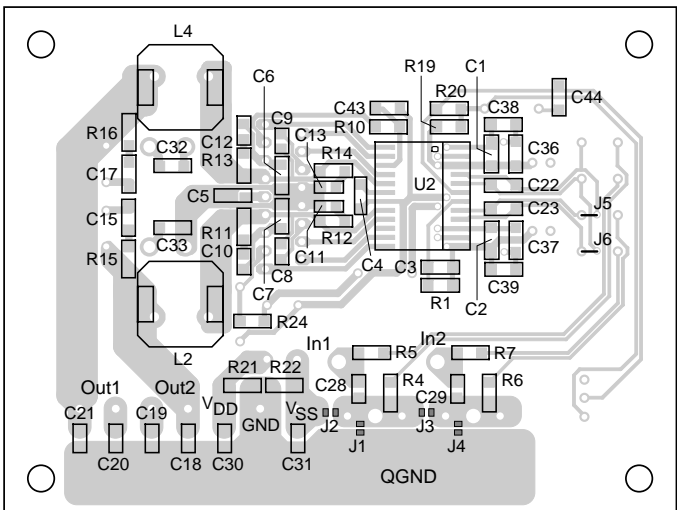 L4
C6
R19
C1
R20
C44
C9
C43
C38
R16
C12
C13
R10
C32
R13
R14
C36
C17
U2
C22
C5
J5
C15
C23
R11
R12
J6
C33
C37
R15
C10
C11
C3
C8
C4
C39
C7
R1
C2
R24
L2
In1
In2
R5
R7
R21
R22
Out1
Out2
C28
R4
C29
R6
VDD
VSS
C21
C19
GND
J2
J3
J1
J4
C20
C18
C30
C31
QGND